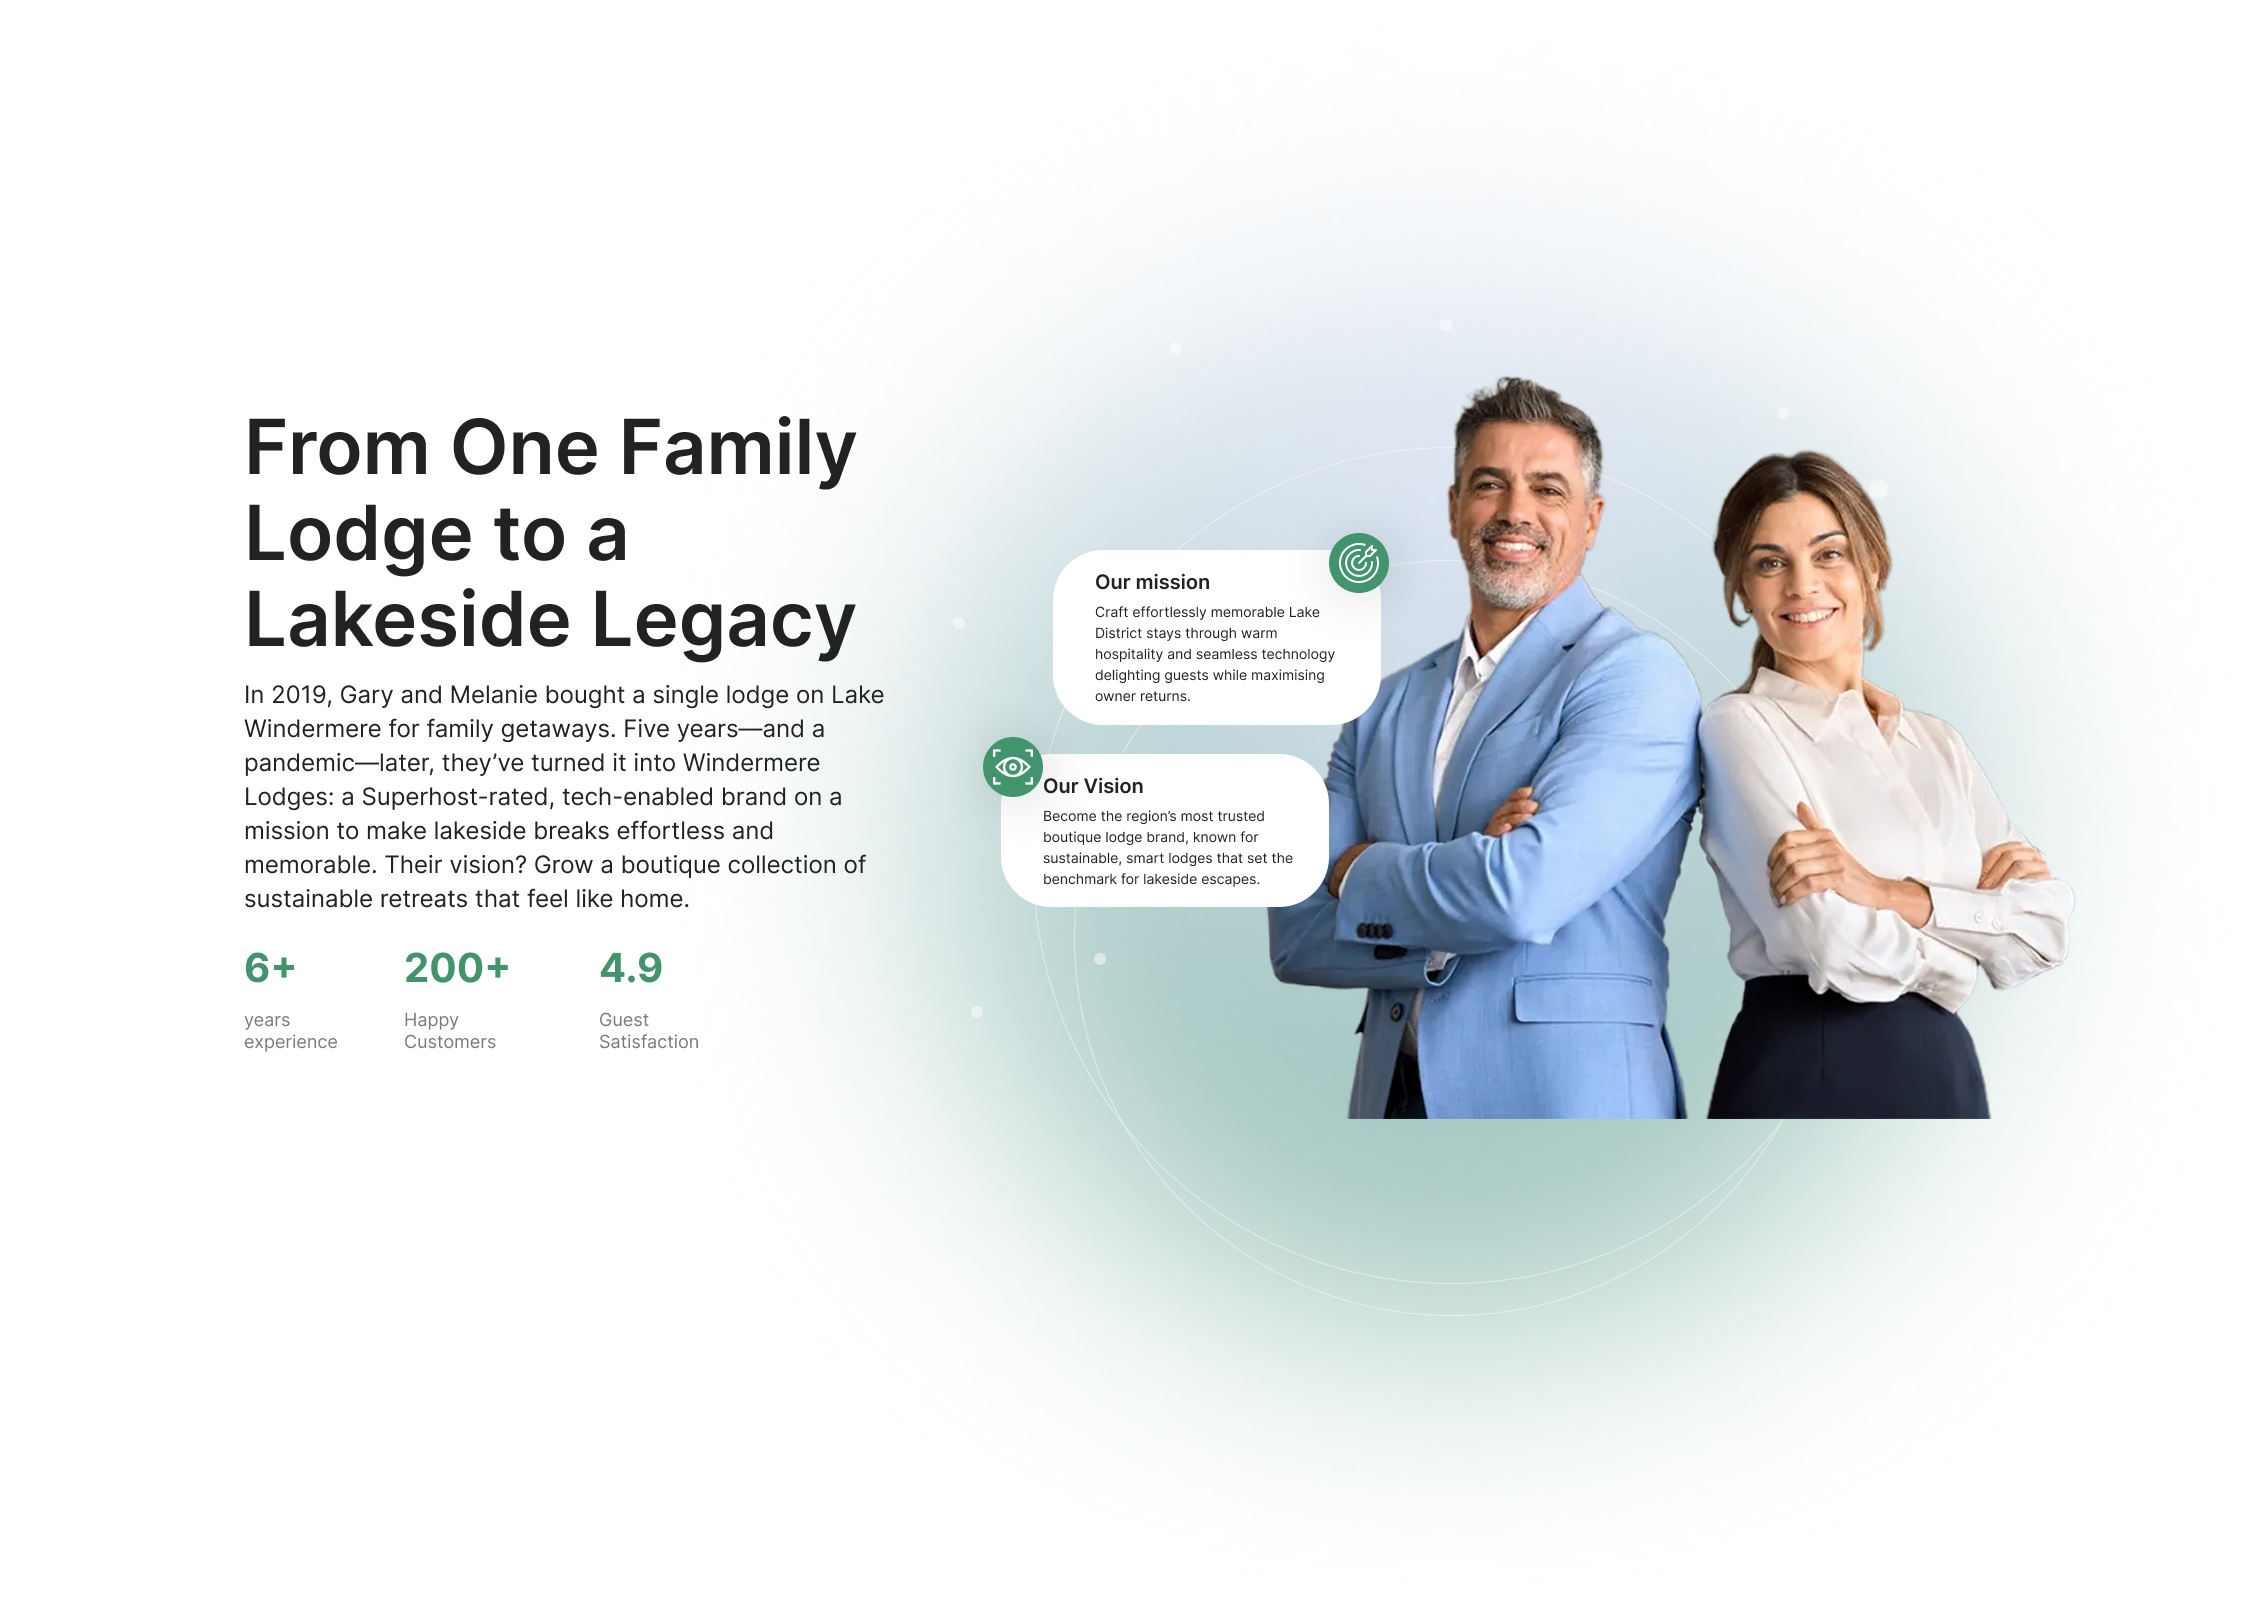 From One Family
Lodge to a
Lakeside Legacy
In 2019, Gary and Melanie bought a single lodge on Lake
Windermere for family getaways. Five years—and a
pandemic—later, they’ve turned it into Windermere
Lodges: a Superhost-rated, tech-enabled brand on a
mission to make lakeside breaks effortless and
memorable. Their vision? Grow a boutique collection of
sustainable retreats that feel like home.
6+
years
experience
200+
Happy
Customers
4.9
Guest
Satisfaction
Our mission
Craft effortlessly memorable Lake
District stays through warm
hospitality and seamless technology
delighting guests while maximising
owner returns.
Our Vision
Become the region’s most trusted
boutique lodge brand, known for
sustainable, smart lodges that set the
benchmark for lakeside escapes.